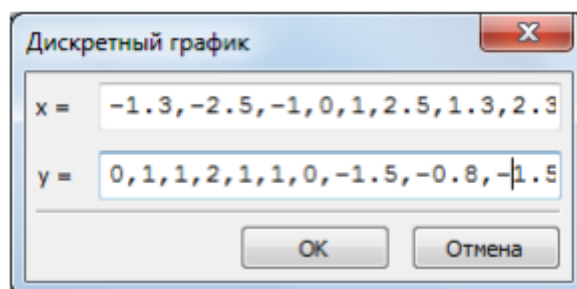 Дискретный график
x = -1.3,-2.5,-1,0,1,2.5,1.3,2.3
y = 0,1,1,2,1,1,0,-1.5,-0.8,-1.5
OK Отмена